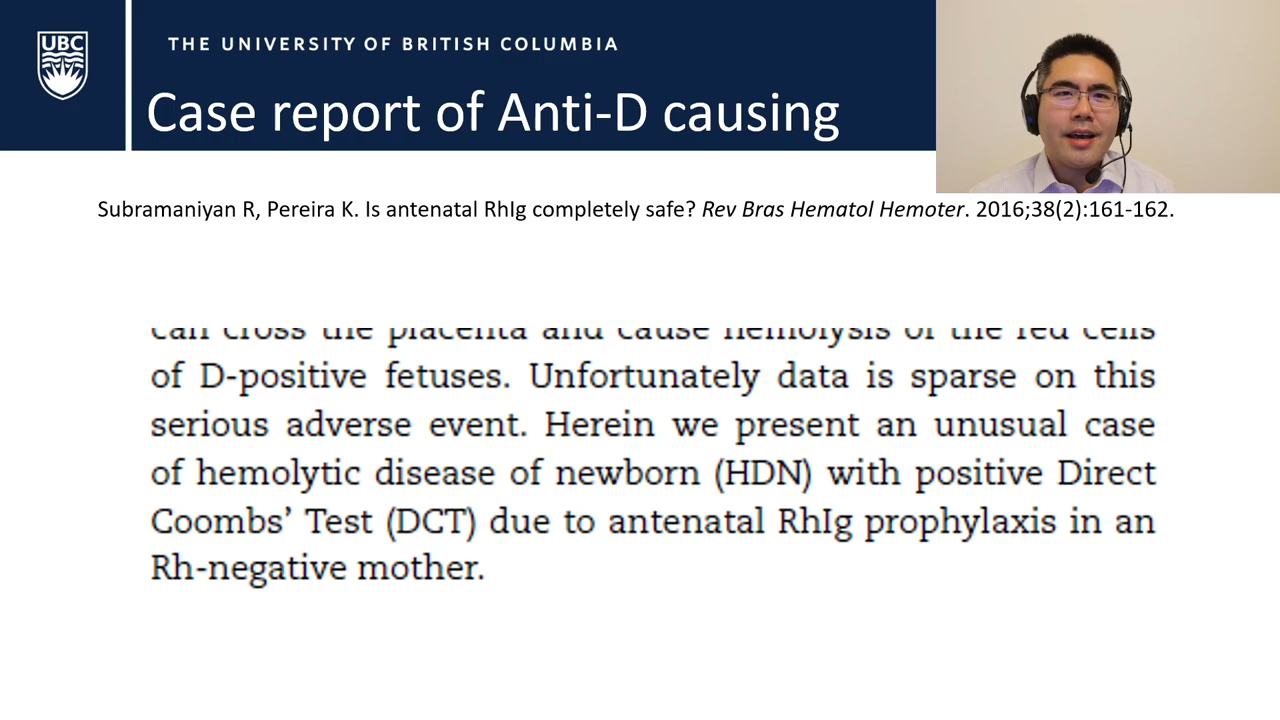 UBC
THE UNIVERSITY OF BRITISH COLUMBIA
Case report of Anti-D causing
Subramaniyan R, Pereira K. Is antenatal RhIg completely safe? Rev Bras Hematol Hemoter. 2016;38(2):161-162.
can cross the placenta and cause hemolysis of the red cells
of D-positive fetuses. Unfortunately data is sparse on this
serious adverse event. Herein we present an unusual case
of hemolytic disease of newborn (HDN) with positive Direct
Coombs’ Test (DCT) due to antenatal RhIg prophylaxis in an
Rh-negative mother.